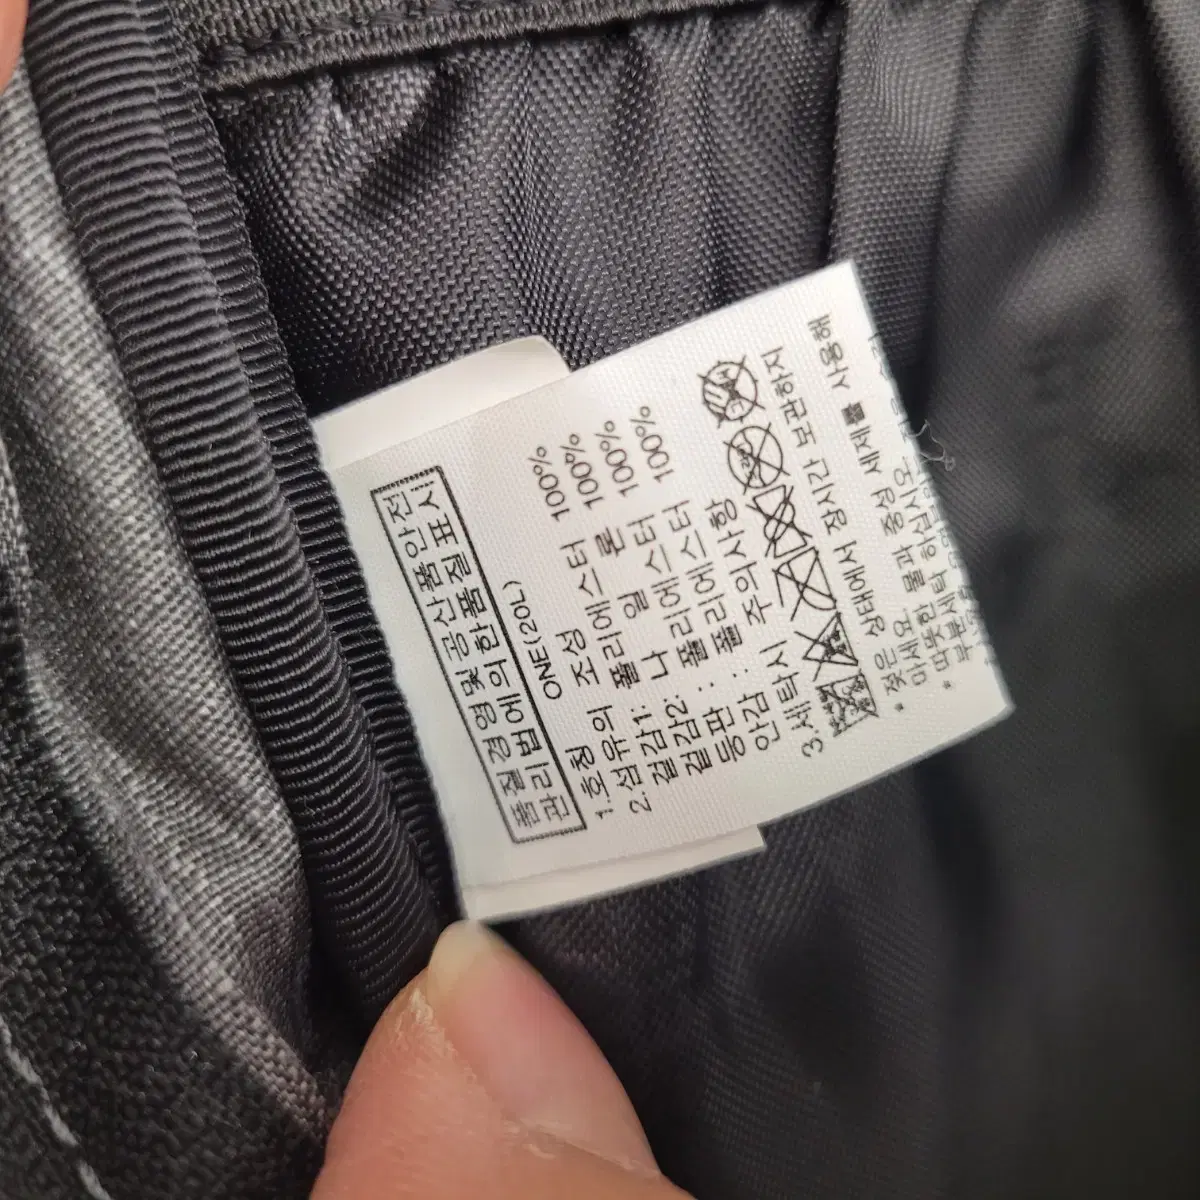 품질경영및공산품안전
관리법에의한품질표시
ONE(20L)
1.호칭
2.섬유의 조성
겉감1: 폴리에스터 100%
겉감2: 나일론 100%
등판 : 폴리에스터 100%
안감 : 폴리에스터 100%
3.세탁시 취급 주의사항
* 젖은 상태에서 장시간 보관하지
마세요
* 따뜻한 물과 중성 세제를 사용해